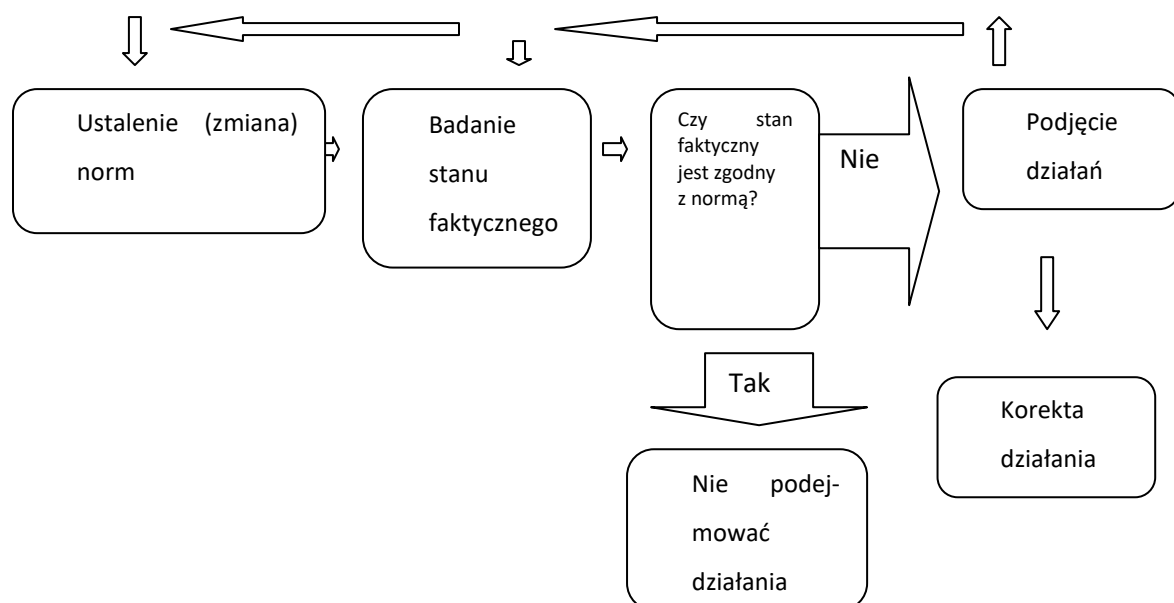 Ustalenie (zmiana)
norm
Badanie
stanu
faktycznego
Czy stan
faktyczny
jest zgodny
z normą?
Nie
Podjęcie
działań
Tak
Korekta
działania
Nie podej-
mować
działania